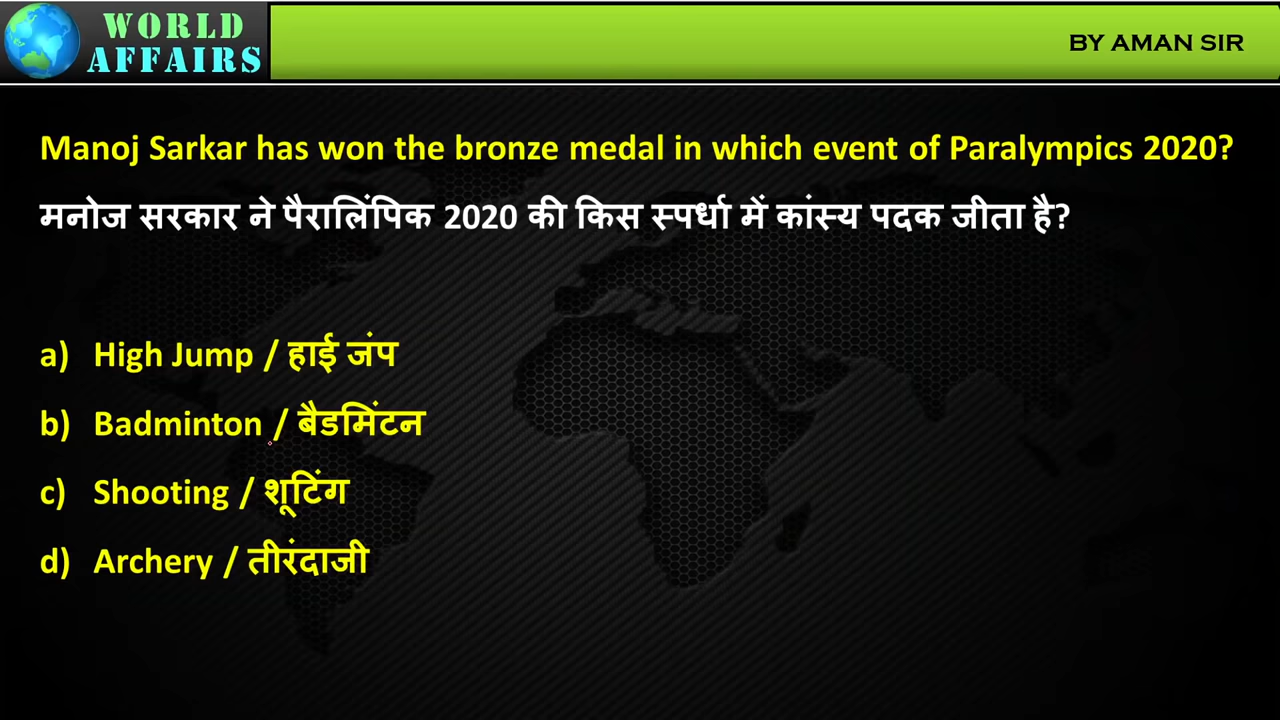 WORLD
AFFAIRS
BY AMAN SIR
Manoj Sarkar has won the bronze medal in which event of Paralympics 2020?
मनोज सरकार ने पैरालिंपिक 2020 की किस स्पर्धा में कांस्य पदक जीता है?
a) High Jump / हाई जंप
b) Badminton / बैडमिंटन
c) Shooting / शूटिंग
d) Archery / तीरंदाजी